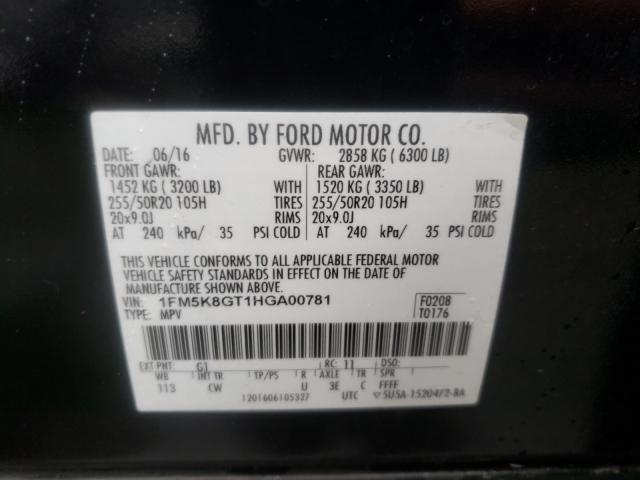 MFD. BY FORD MOTOR CO.
DATE: 06/16 GVWR: 2858 KG ( 6300 LB)
FRONT GAWR: REAR GAWR:
1452 KG ( 3200 LB) WITH 1520 KG ( 3350 LB) WITH
255/50R20 105H TIRES 255/50R20 105H TIRES
20x9.0J RIMS 20x9.0J RIMS
AT 240 kPa/ 35 PSI COLD AT 240 kPa/ 35 PSI COLD
THIS VEHICLE CONFORMS TO ALL APPLICABLE FEDERAL MOTOR
VEHICLE SAFETY STANDARDS IN EFFECT ON THE DATE OF
MANUFACTURE SHOWN ABOVE.
VIN: 1FM5K8GT1HGA00781 F0208
TYPE: MPV T0176
EXT PNT: G1 RC: 11 DSO:
WB INT TR TP/PS R AXLE TR SPR
113 CW U 3E C FFFF
1201606105327 UTC ▽5U5A-15204/2-8A